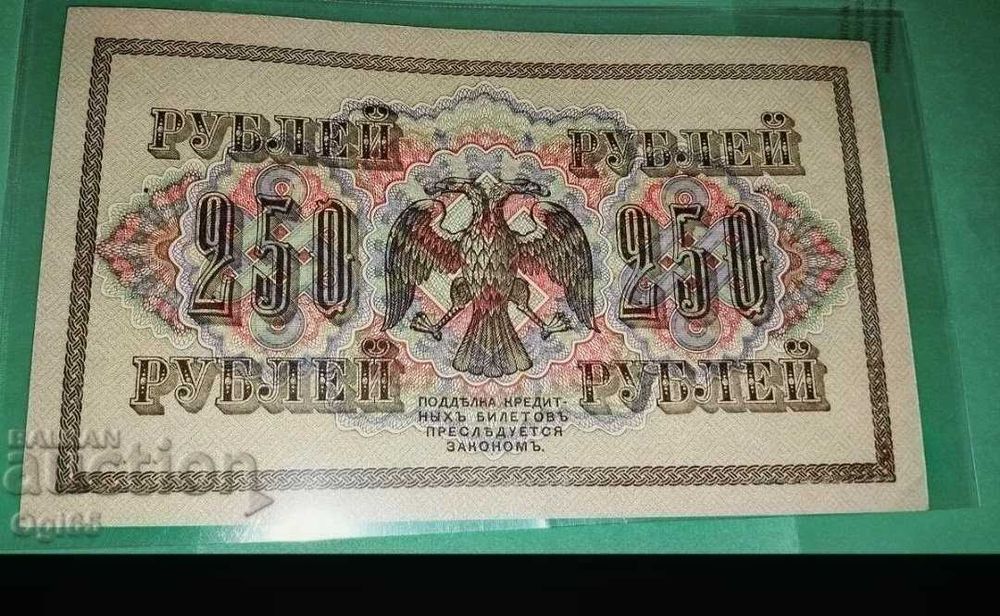 РУБЛЕЙ РУБЛЕЙ
250 250
РУБЛЕЙ РУБЛЕЙ
ПОДДѢЛКА КРЕДИТ-
НЫХЪ БИЛЕТОВЪ
ПРЕСЛѢДУЕТСЯ
ЗАКОНОМЪ.
BALKAN
auction
Ogi65